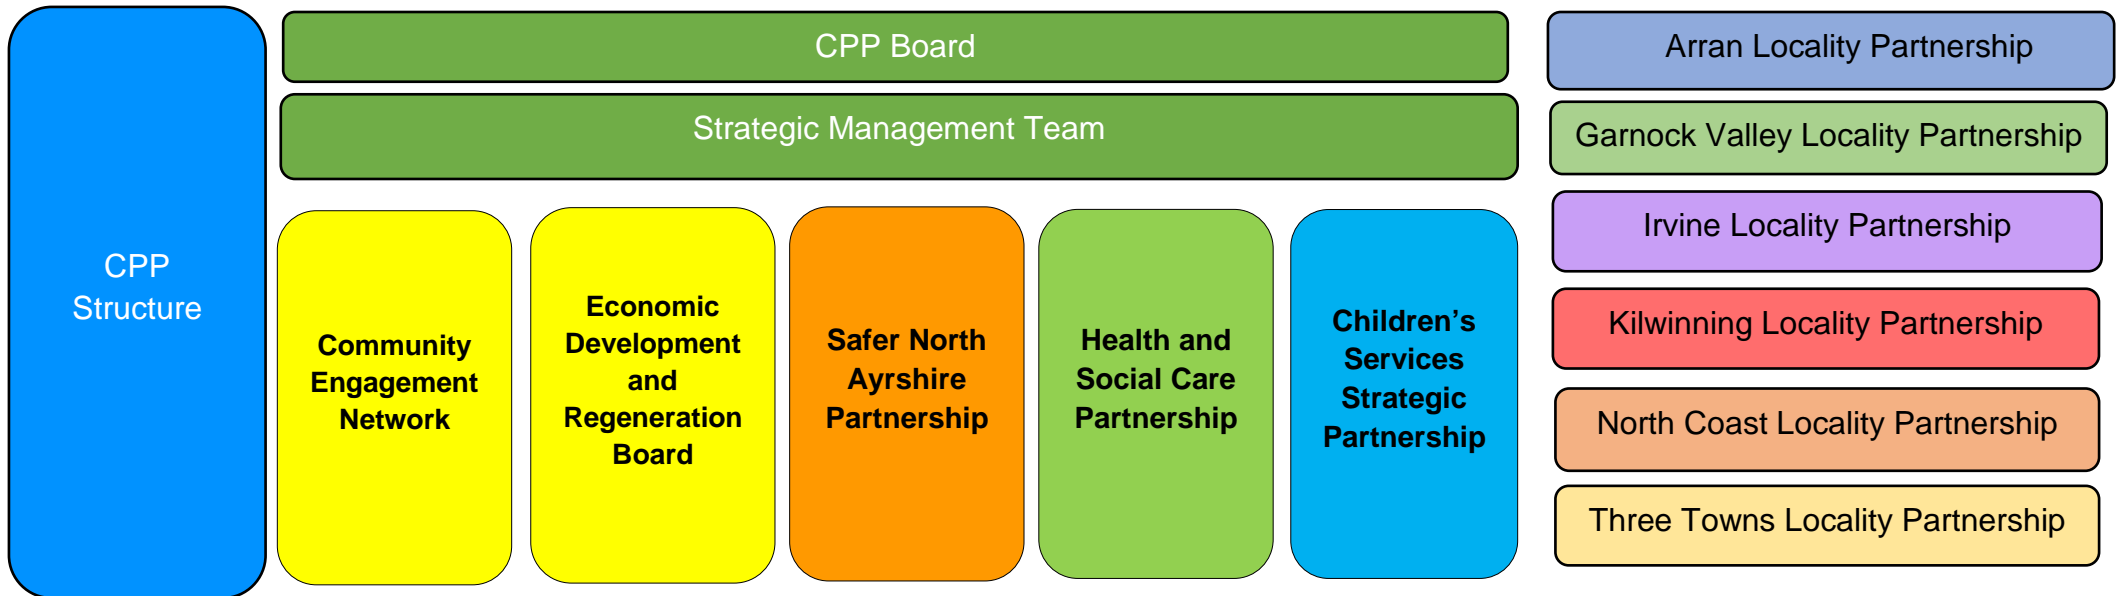 CPP
Structure
CPP Board
Strategic Management Team
Community
Engagement
Network
Economic
Development
and
Regeneration
Board
Safer North
Ayrshire
Partnership
Health and
Social Care
Partnership
Children’s
Services
Strategic
Partnership
Arran Locality Partnership
Garnock Valley Locality Partnership
Irvine Locality Partnership
Kilwinning Locality Partnership
North Coast Locality Partnership
Three Towns Locality Partnership